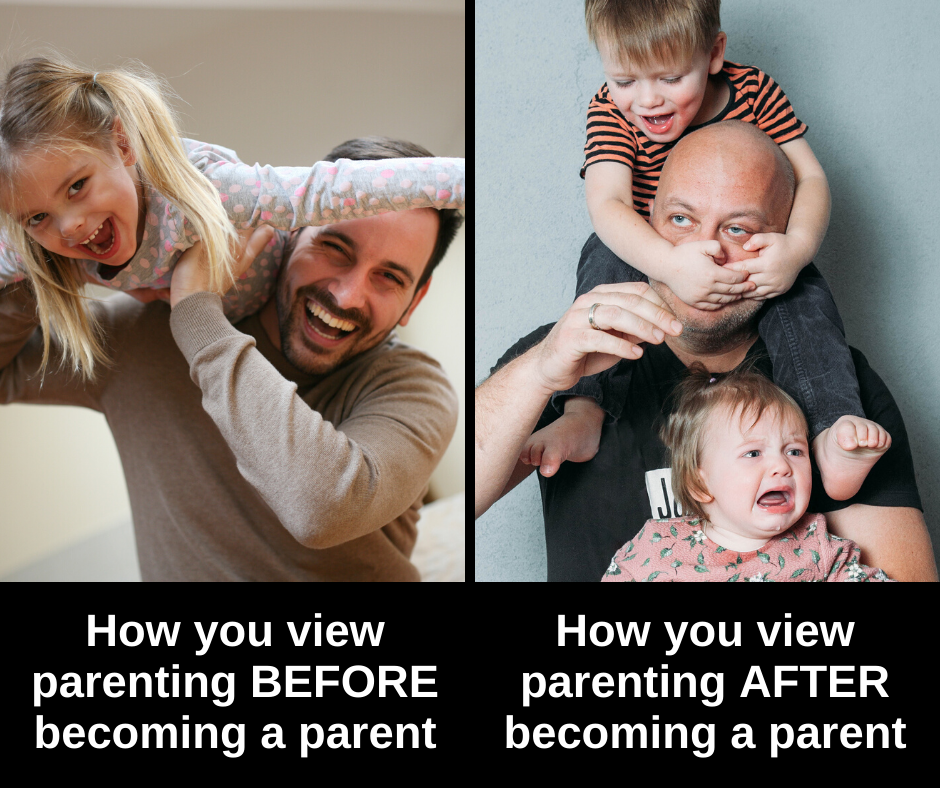 How you view
parenting BEFORE
becoming a parent
How you view
parenting AFTER
becoming a parent